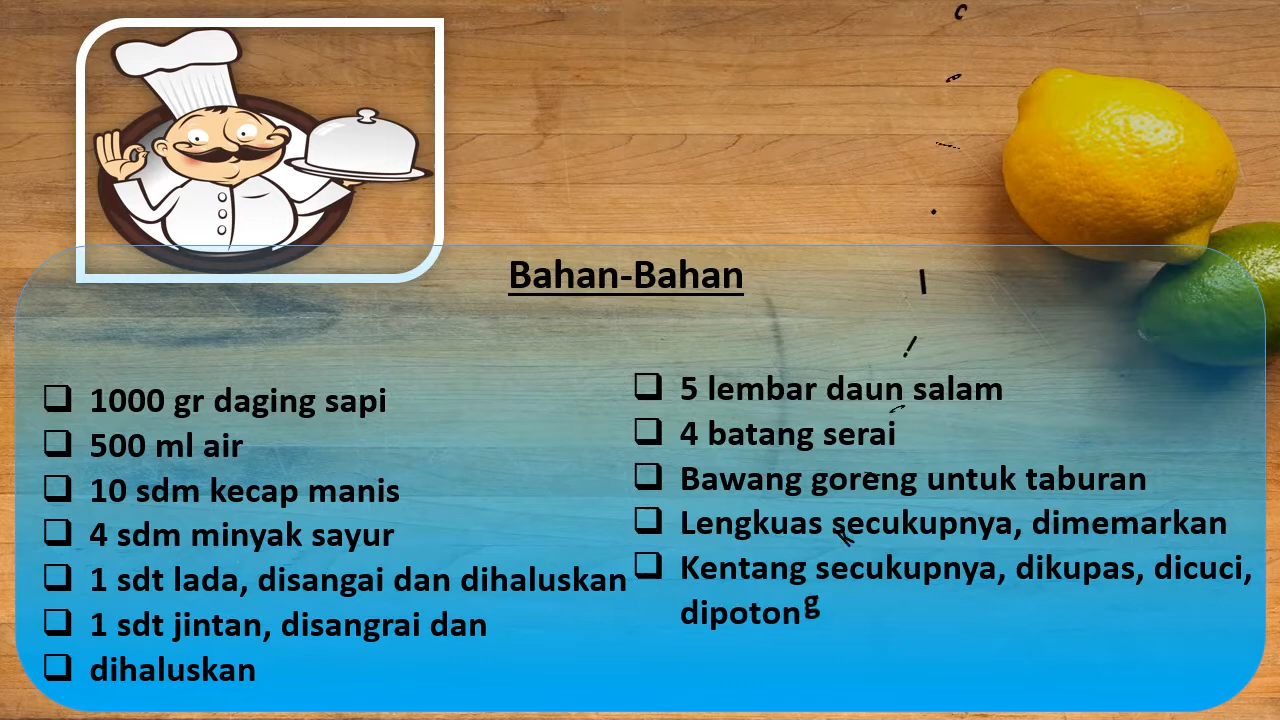 Bahan-Bahan
1000 gr daging sapi
500 ml air
10 sdm kecap manis
4 sdm minyak sayur
1 sdt lada, disangai dan dihaluskan
1 sdt jintan, disangrai dan
dihaluskan
5 lembar daun salam
4 batang serai
Bawang goreng untuk taburan
Lengkuas secukupnya, dimemarkan
Kentang secukupnya, dikupas, dicuci,
dipotong